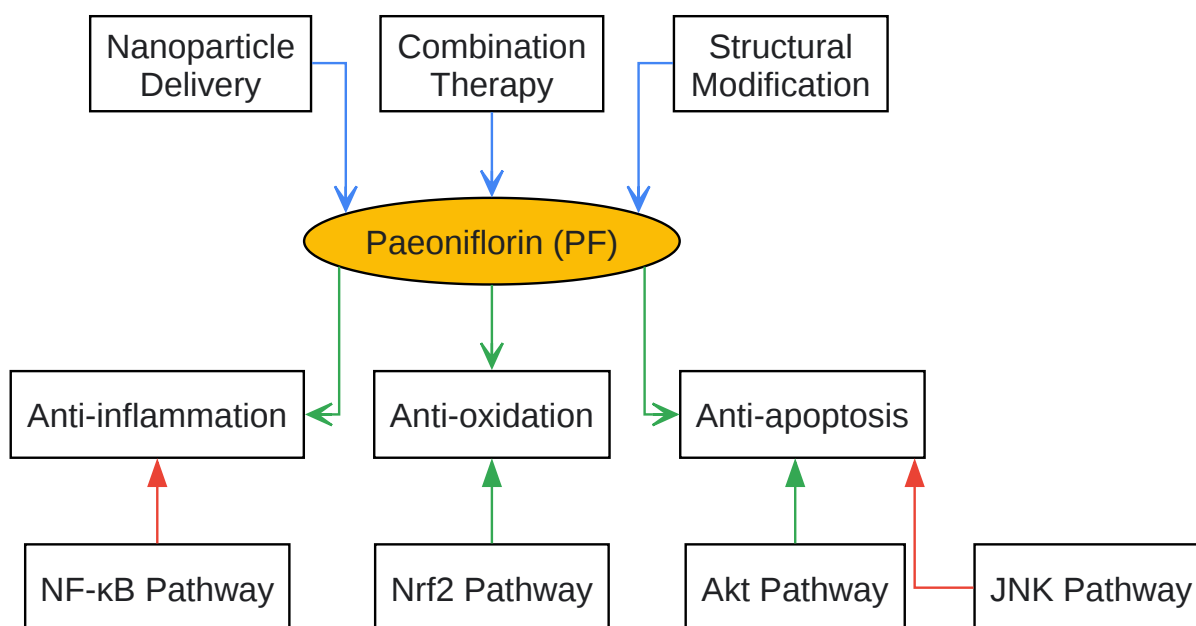 Nanoparticle
Delivery
Combination
Therapy
Structural
Modification
Paeoniflorin (PF)
Anti-inflammation
Anti-oxidation
Anti-apoptosis
NF-κB Pathway
Nrf2 Pathway
Akt Pathway
JNK Pathway